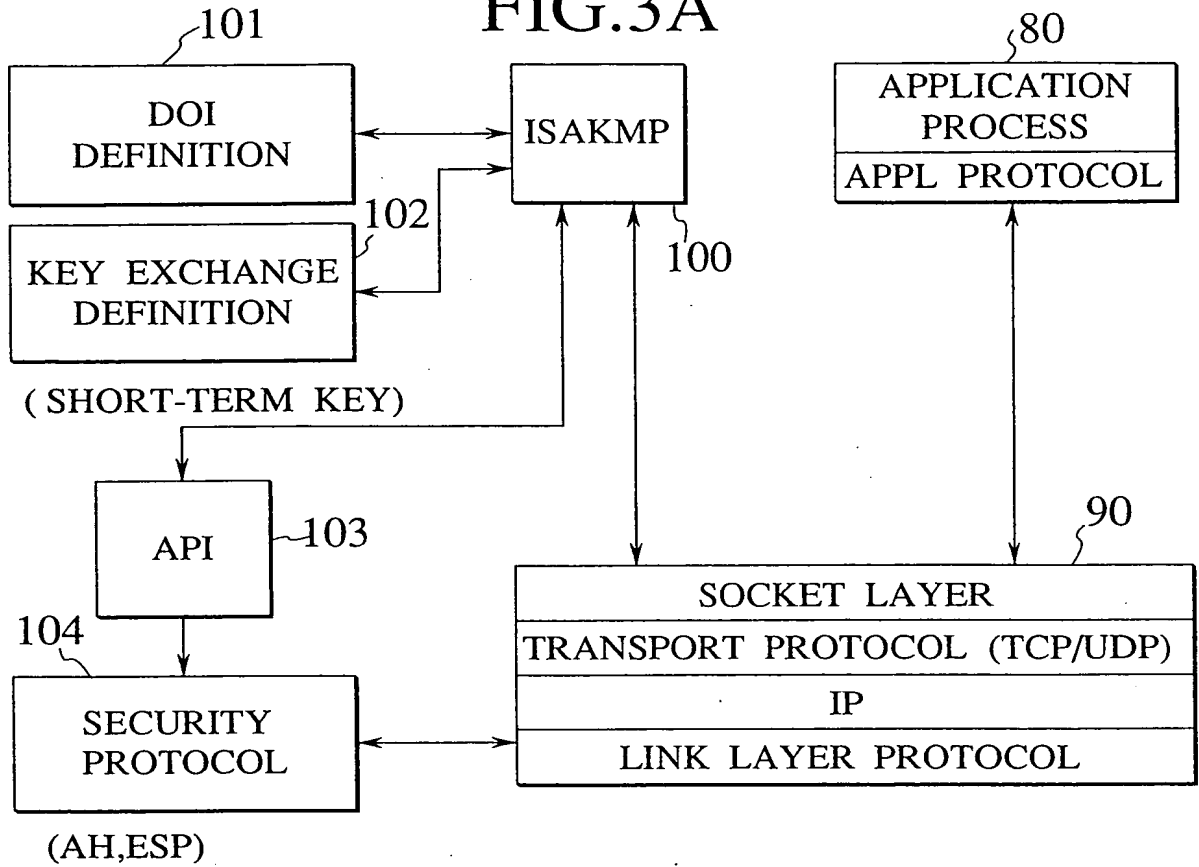 FIG.3A
101
80
DOI
DEFINITION
ISAKMP
APPLICATION
PROCESS
APPL PROTOCOL
102
100
KEY EXCHANGE
DEFINITION
( SHORT-TERM KEY)
API
103
90
SOCKET LAYER
TRANSPORT PROTOCOL (TCP/UDP)
IP
LINK LAYER PROTOCOL
104
SECURITY
PROTOCOL
(AH,ESP)